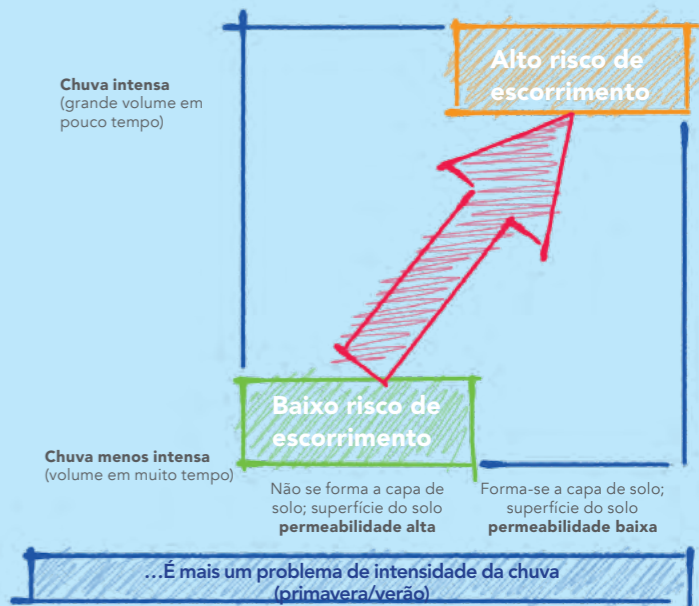 Chuva intensa
(grande volume em
pouco tempo)
Alto risco de
escorrimento
Baixo risco de
escorrimento
Chuva menos intensa
(volume em muito tempo)
Não se forma a capa de
solo; superfície do solo
permeabilidade alta
Forma-se a capa de solo;
superfície do solo
permeabilidade baixa
...É mais um problema de intensidade da chuva
(primavera/verão)